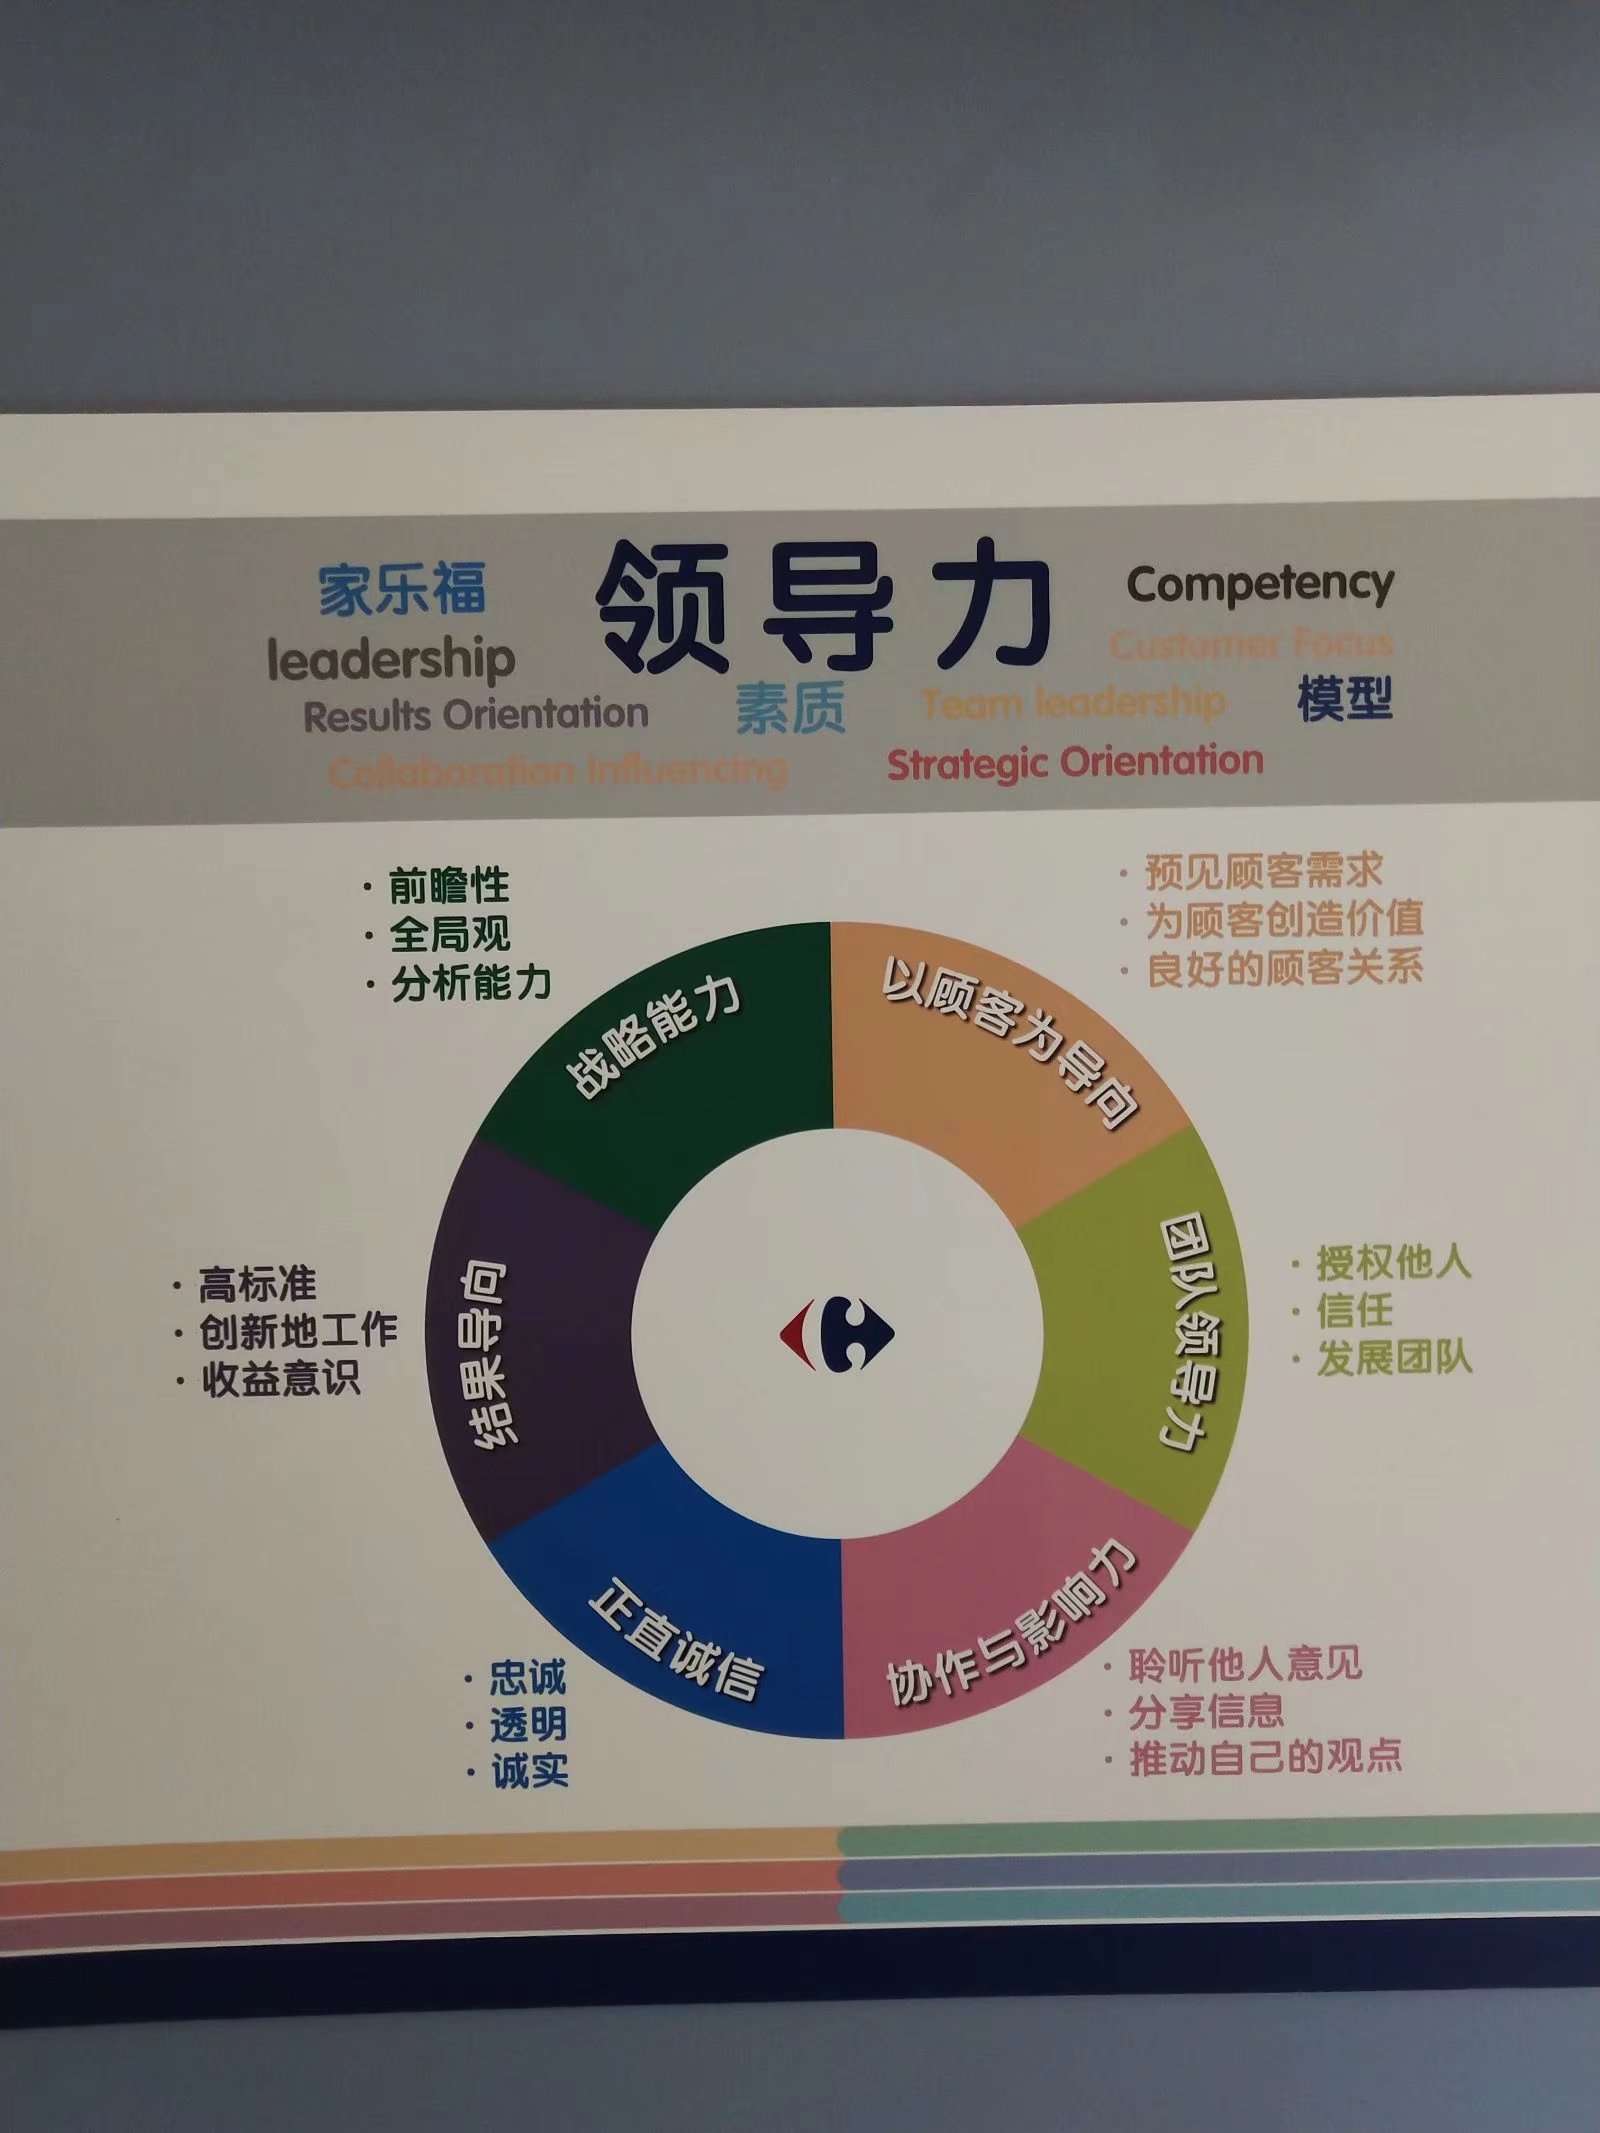 家乐福
领导力
Competency
leadership
Customer Focus
Results Orientation
素质
Team leadership
模型
Collaboration Influencing
Strategic Orientation
· 前瞻性
· 全局观
· 分析能力
· 预见顾客需求
· 为顾客创造价值
· 良好的顾客关系
战略能力
以顾客为导向
团队领导力
· 授权他人
· 信任
· 发展团队
结果导向
· 高标准
· 创新地工作
· 收益意识
正直诚信
· 忠诚
· 透明
· 诚实
协作与影响力
· 聆听他人意见
· 分享信息
· 推动自己的观点